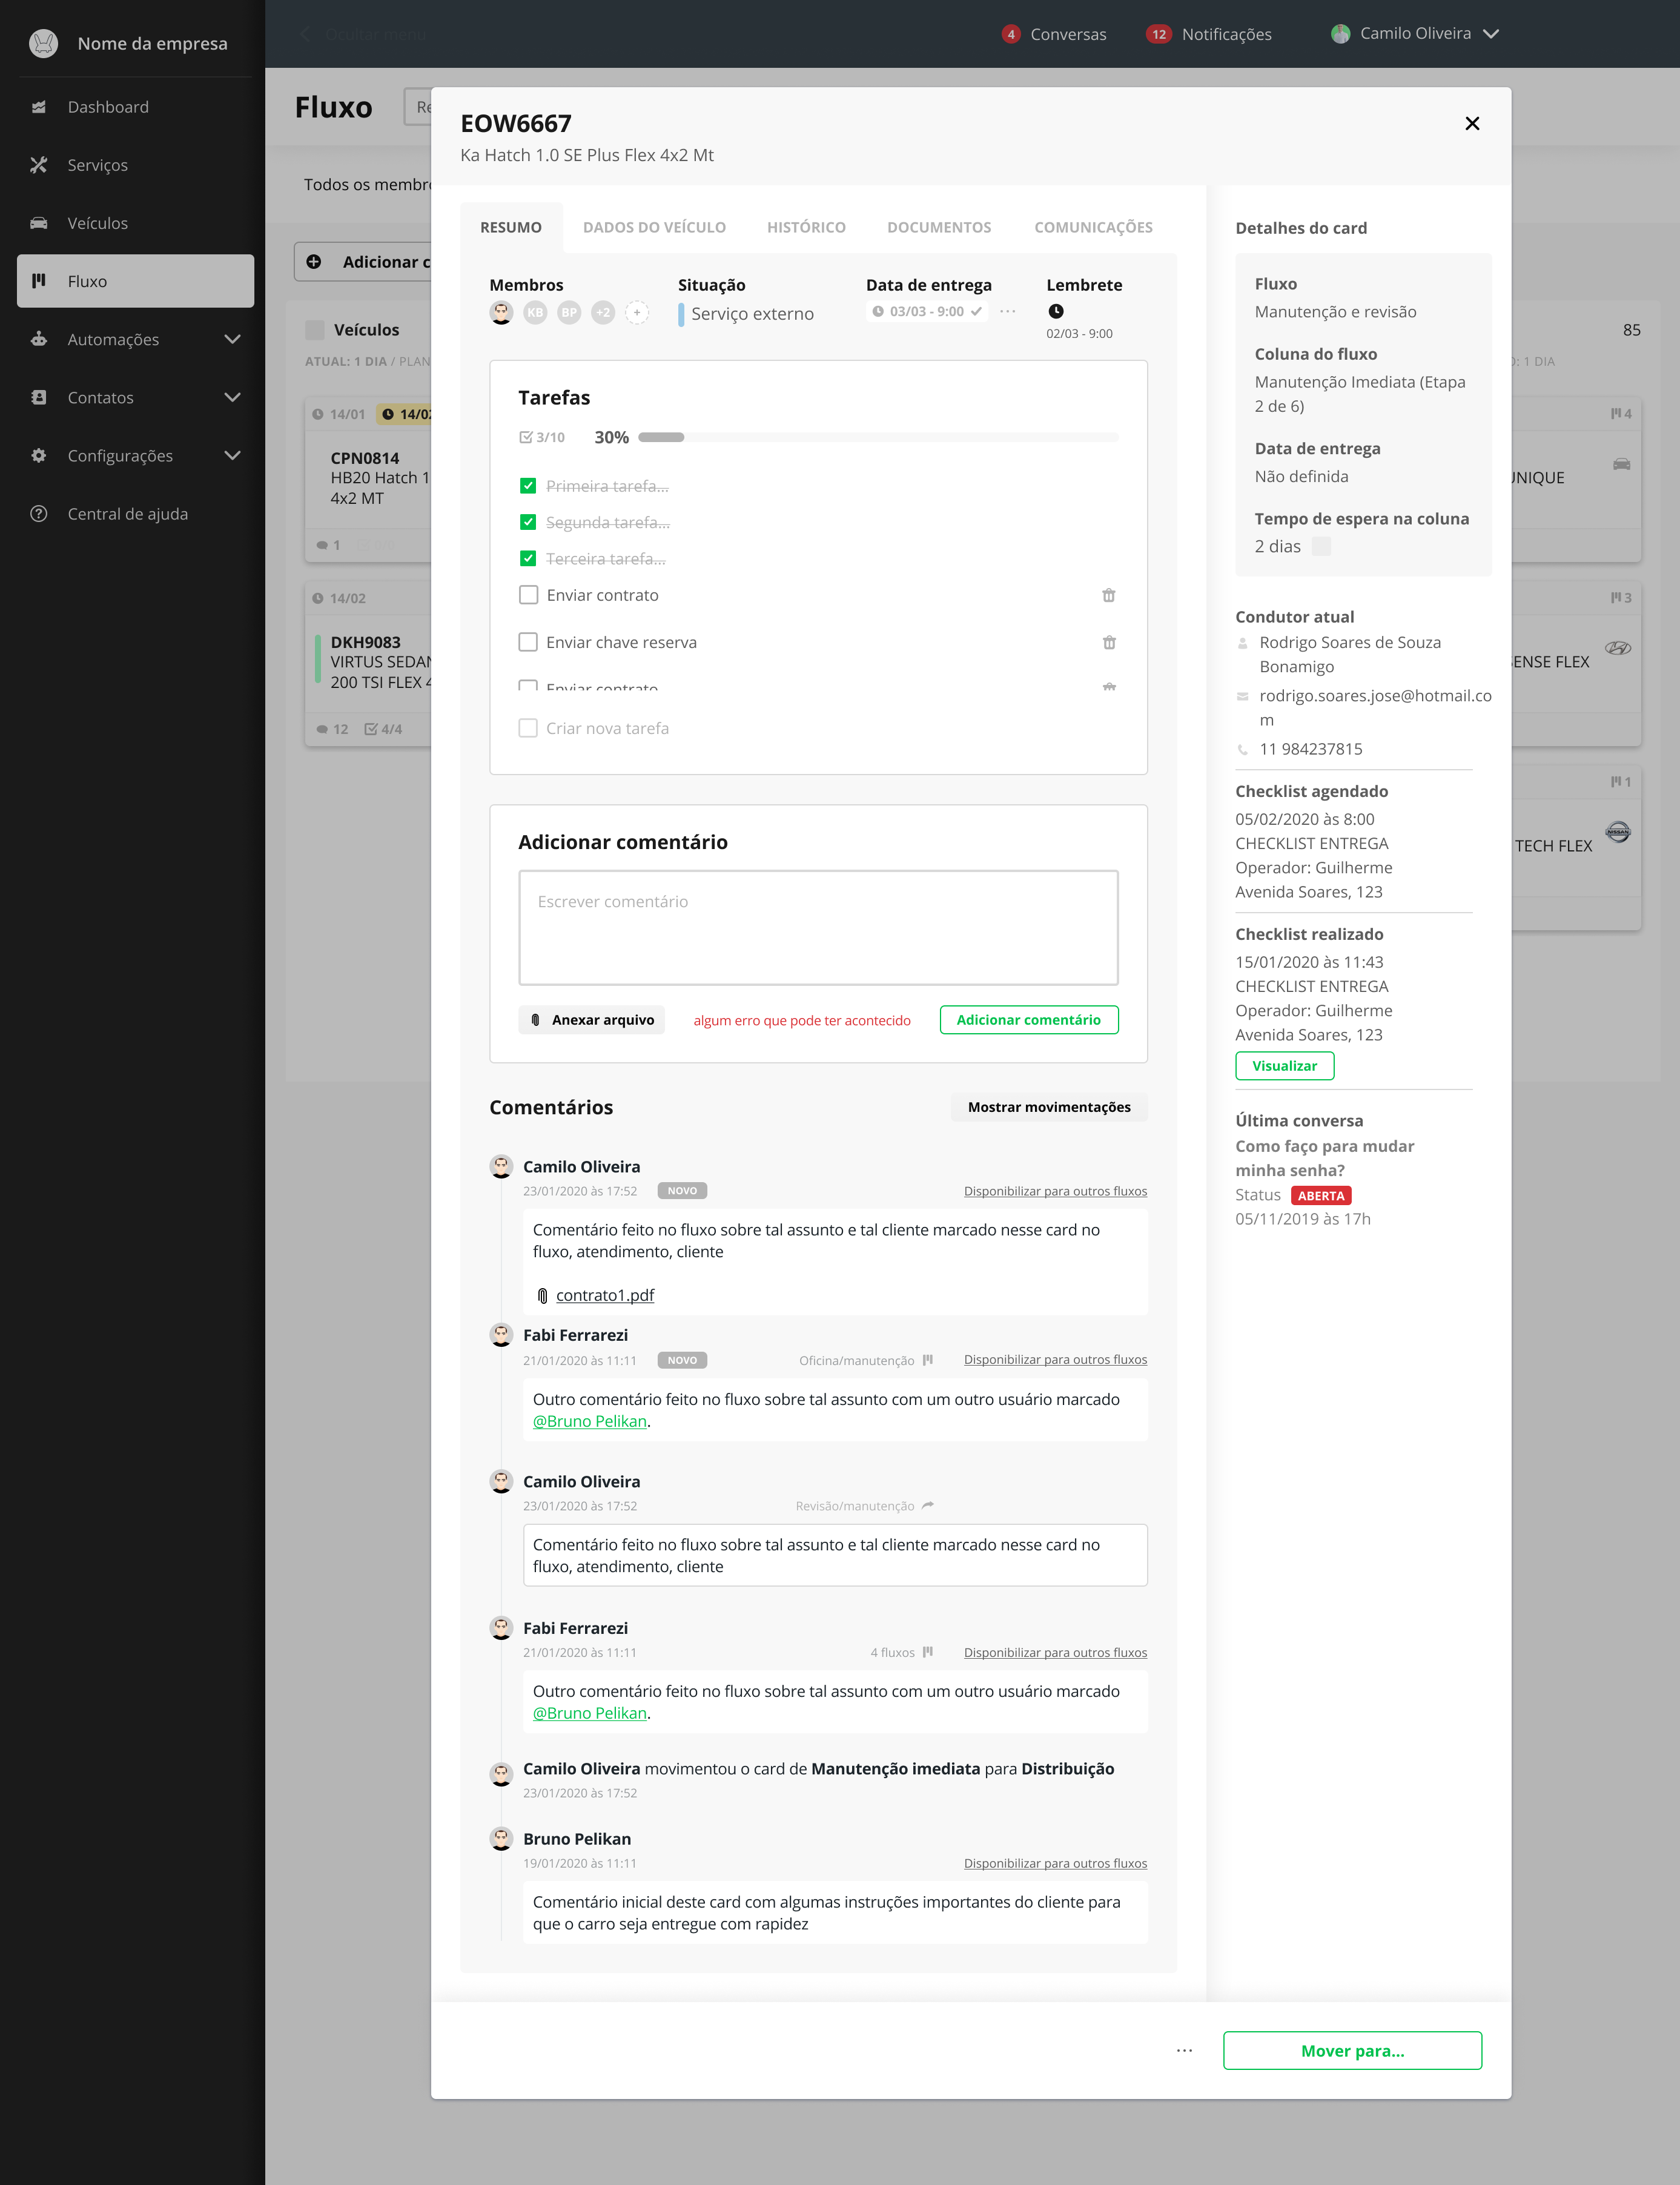 Nome da empresa
Dashboard
Serviços
Veículos
Fluxo
Automações
Contatos
Configurações
Central de ajuda
Ocultar menu
4 Conversas
12 Notificações
Camilo Oliveira
Fluxo
Todos os membr
Adicionar c
Veículos
ATUAL: 1 DIA / PLAN
14/01
14/02
CPN0814
HB20 Hatch 1
4x2 MT
1
14/02
DKH9083
VIRTUS SEDAN
200 TSI FLEX 4
12
4/4
EOW6667
Ka Hatch 1.0 SE Plus Flex 4x2 Mt
RESUMO
DADOS DO VEÍCULO
HISTÓRICO
DOCUMENTOS
COMUNICAÇÕES
Membros
KB
BP
+2
+
Situação
Serviço externo
Data de entrega
03/03 - 9:00
...
Lembrete
02/03 - 9:00
Tarefas
3/10
30%
Primeira tarefa...
Segunda tarefa...
Terceira tarefa...
Enviar contrato
Enviar chave reserva
Enviar contrato
Criar nova tarefa
Adicionar comentário
Escrever comentário
Anexar arquivo
algum erro que pode ter acontecido
Adicionar comentário
Comentários
Mostrar movimentações
Camilo Oliveira
23/01/2020 às 17:52
NOVO
Disponibilizar para outros fluxos
Comentário feito no fluxo sobre tal assunto e tal cliente marcado nesse card no
fluxo, atendimento, cliente
contrato1.pdf
Fabi Ferrarezi
21/01/2020 às 11:11
NOVO
Oficina/manutenção
Disponibilizar para outros fluxos
Outro comentário feito no fluxo sobre tal assunto com um outro usuário marcado
@Bruno Pelikan.
Camilo Oliveira
23/01/2020 às 17:52
Revisão/manutenção
Comentário feito no fluxo sobre tal assunto e tal cliente marcado nesse card no
fluxo, atendimento, cliente
Fabi Ferrarezi
21/01/2020 às 11:11
4 fluxos
Disponibilizar para outros fluxos
Outro comentário feito no fluxo sobre tal assunto com um outro usuário marcado
@Bruno Pelikan.
Camilo Oliveira movimentou o card de Manutenção imediata para Distribuição
23/01/2020 às 17:52
Bruno Pelikan
19/01/2020 às 11:11
Disponibilizar para outros fluxos
Comentário inicial deste card com algumas instruções importantes do cliente para
que o carro seja entregue com rapidez
Detalhes do card
Fluxo
Manutenção e revisão
Coluna do fluxo
Manutenção Imediata (Etapa
2 de 6)
Data de entrega
Não definida
Tempo de espera na coluna
2 dias
Condutor atual
Rodrigo Soares de Souza
Bonamigo
rodrigo.soares.jose@hotmail.co
m
11 984237815
Checklist agendado
05/02/2020 às 8:00
CHECKLIST ENTREGA
Operador: Guilherme
Avenida Soares, 123
Checklist realizado
15/01/2020 às 11:43
CHECKLIST ENTREGA
Operador: Guilherme
Avenida Soares, 123
Visualizar
Última conversa
Como faço para mudar
minha senha?
Status ABERTA
05/11/2019 às 17h
...
Mover para...
85
: 1 DIA
4
UNIQUE
3
ENSE FLEX
1
TECH FLEX
NISSAN